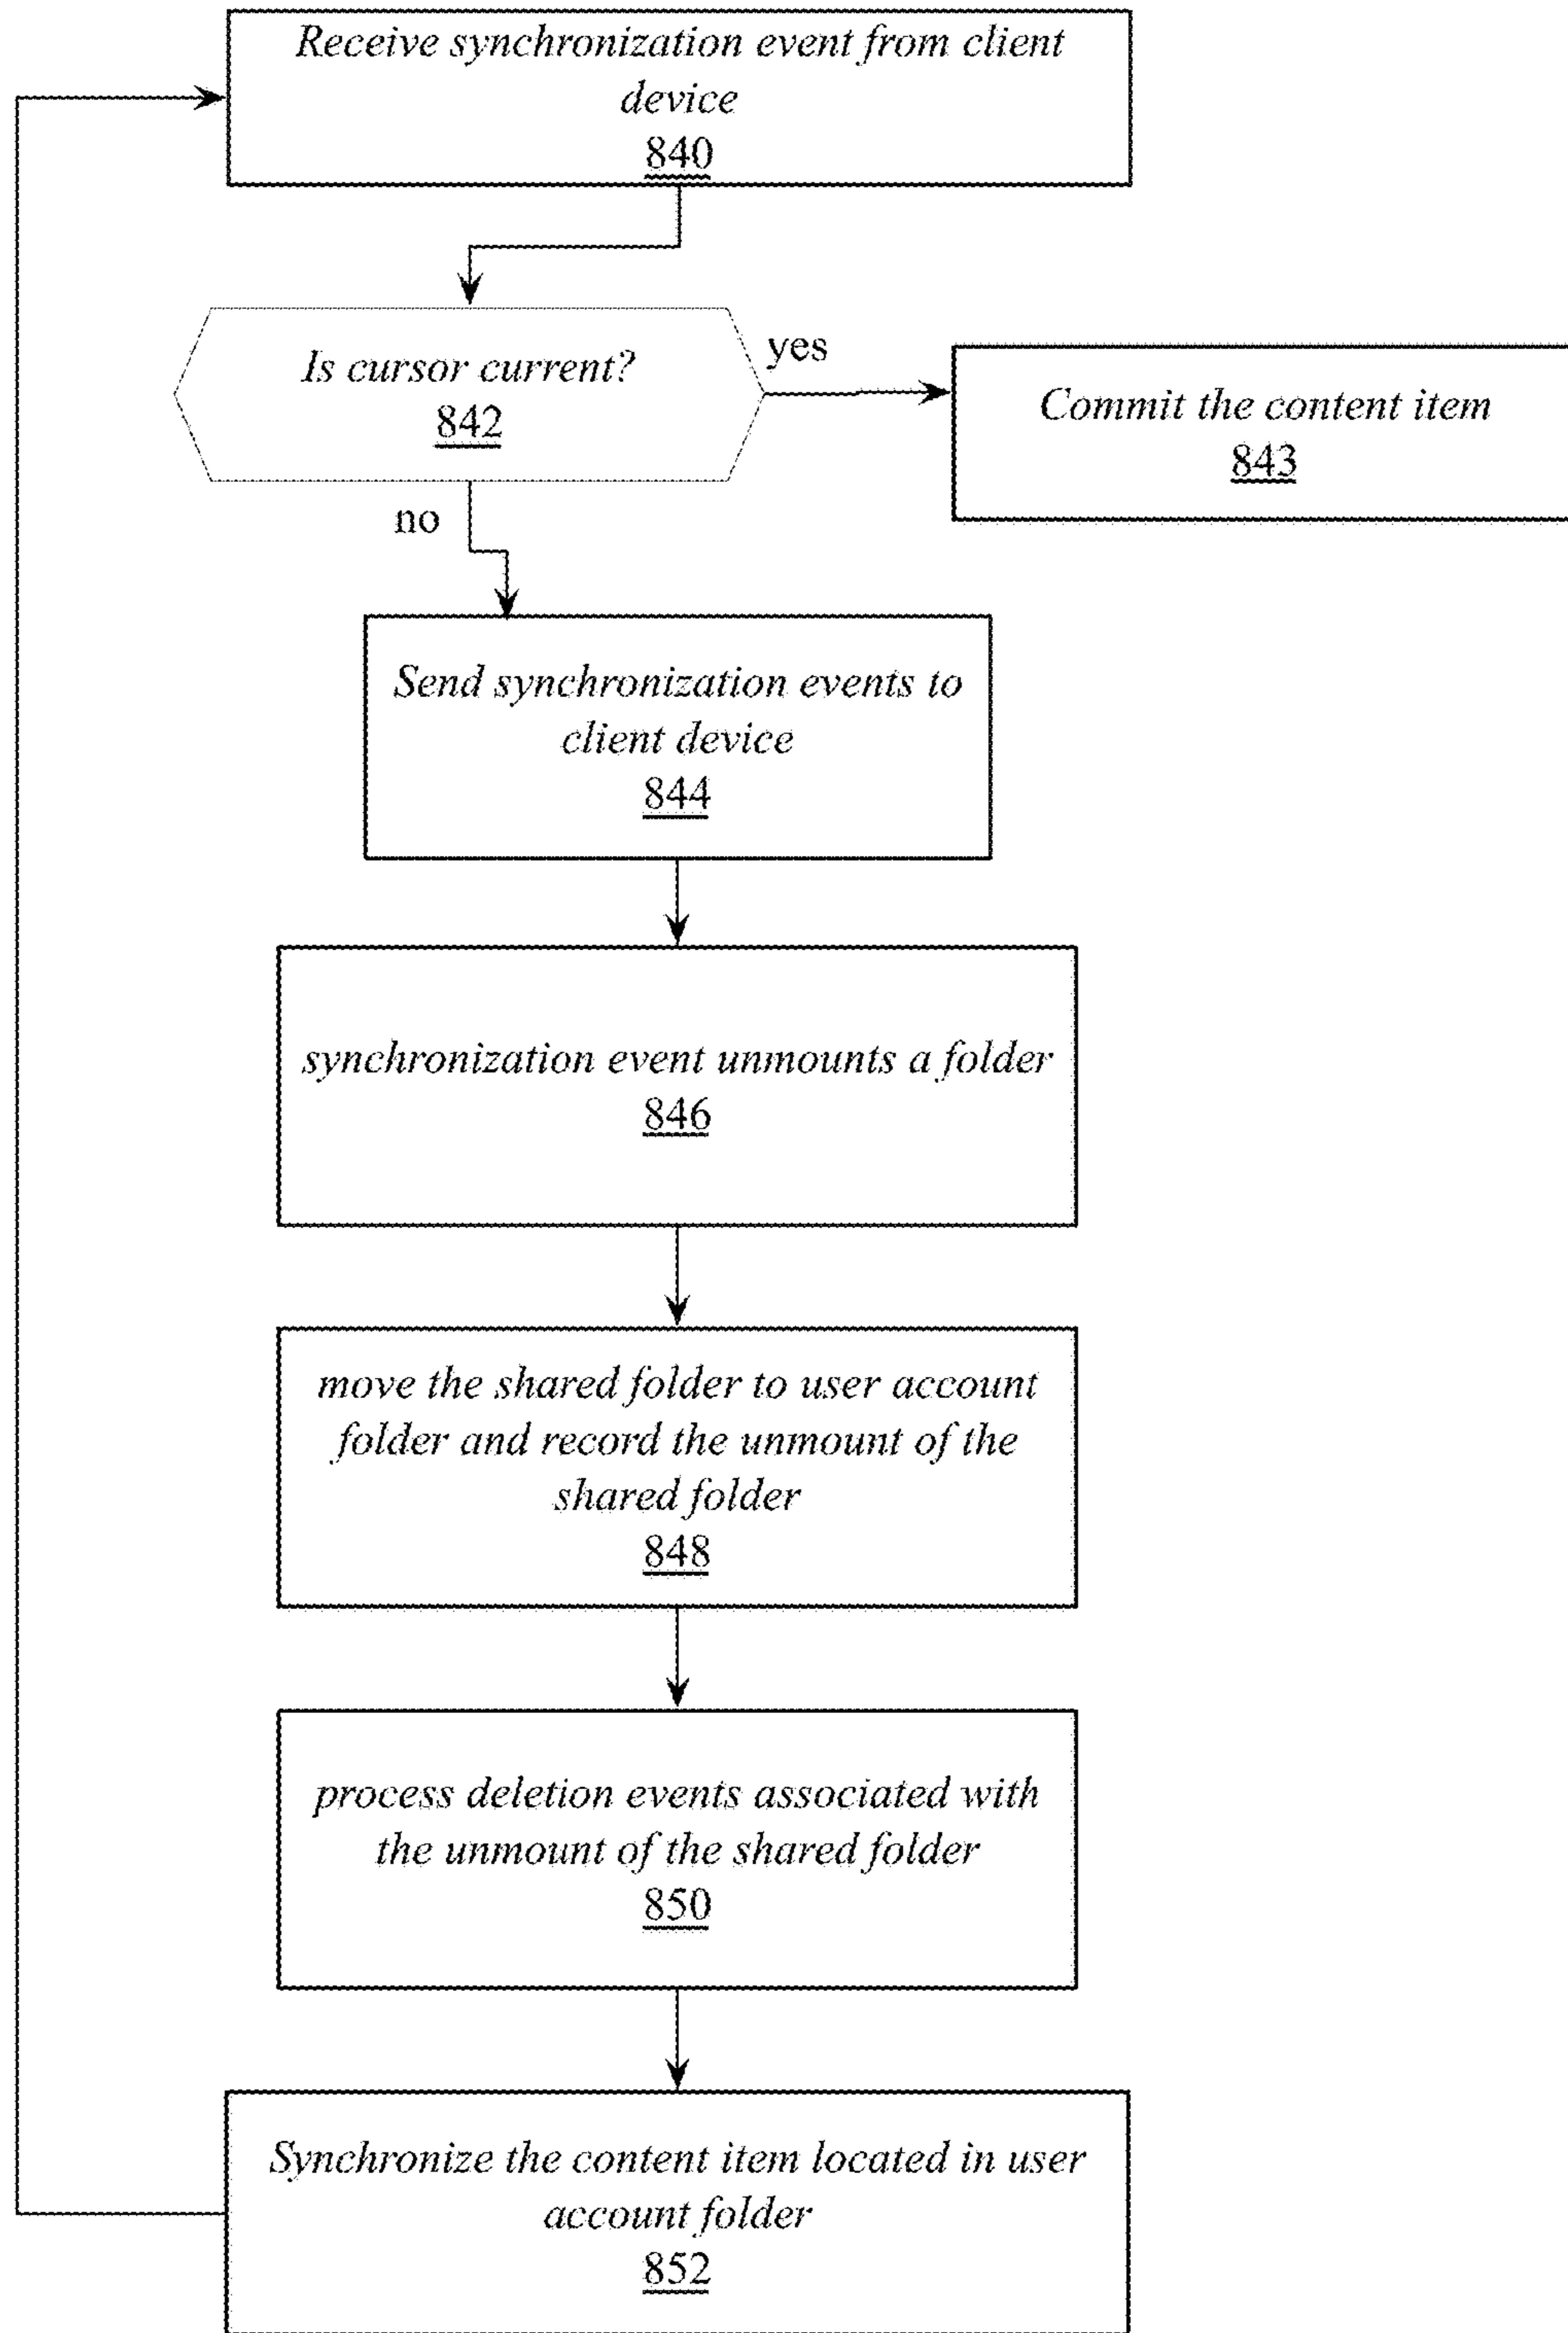 Receive synchronization event from client
device
840
Is cursor current?
842
yes
Commit the content item
843
no
Send synchronization events to
client device
844
synchronization event unmounts a folder
846
move the shared folder to user account
folder and record the unmount of the
shared folder
848
process deletion events associated with
the unmount of the shared folder
850
Synchronize the content item located in user
account folder
852